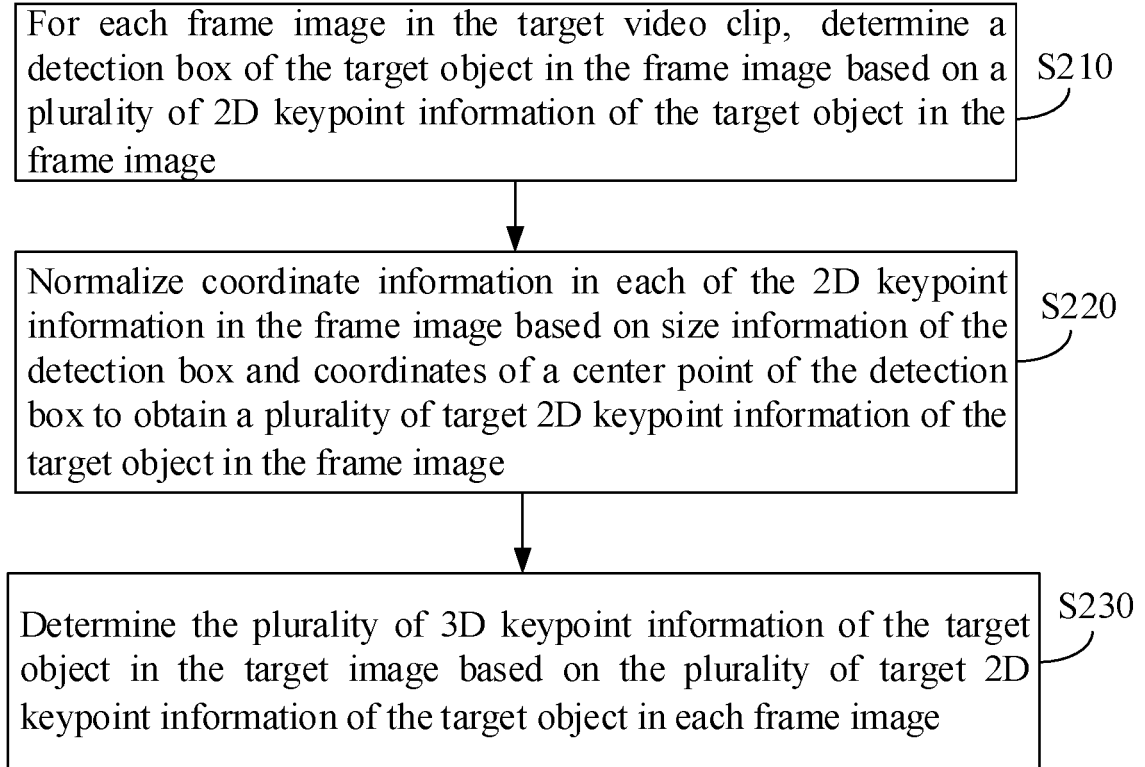 For each frame image in the target video clip, determine a
detection box of the target object in the frame image based on a
plurality of 2D keypoint information of the target object in the
frame image
S210
Normalize coordinate information in each of the 2D keypoint
information in the frame image based on size information of the
detection box and coordinates of a center point of the detection
box to obtain a plurality of target 2D keypoint information of the
target object in the frame image
S220
Determine the plurality of 3D keypoint information of the target
object in the target image based on the plurality of target 2D
keypoint information of the target object in each frame image
S230